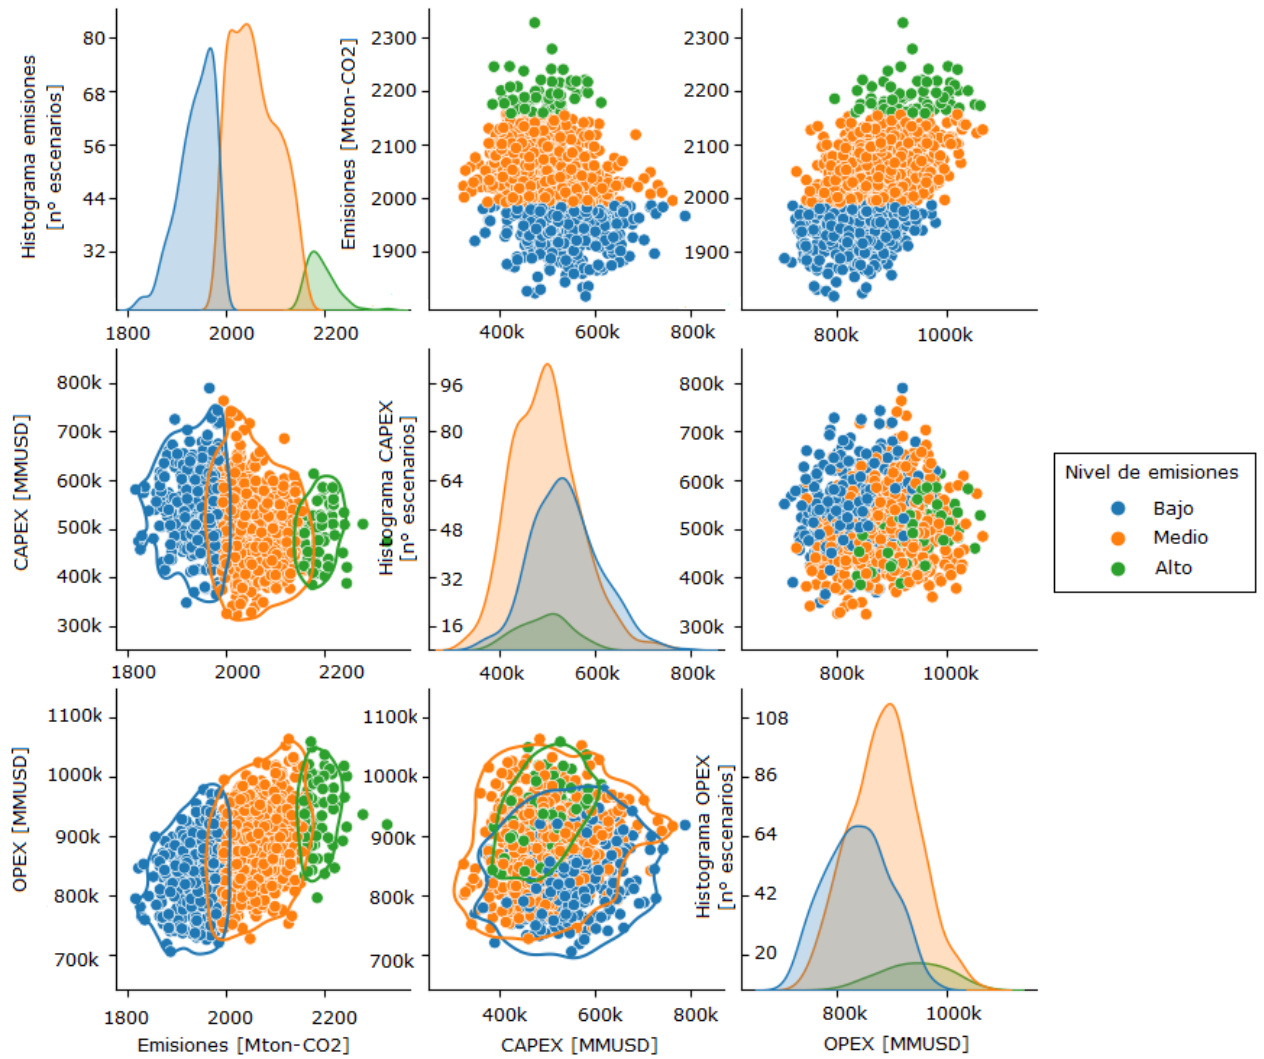 Histograma emisiones
[n° escenarios]
80
68
56
44
32
1800
2000
2200
Emisiones [Mton-CO2]
2300
2200
2100
2000
1900
400k
600k
800k
2300
2200
2100
2000
1900
800k
1000k
CAPEX [MMUSD]
800k
700k
600k
500k
400k
300k
1800
2000
2200
Histograma CAPEX
[n° escenarios]
96
80
64
48
32
16
400k
600k
800k
800k
700k
600k
500k
400k
300k
800k
1000k
Nivel de emisiones
Bajo
Medio
Alto
OPEX [MMUSD]
1100k
1000k
900k
800k
700k
1800
2000
2200
Emisiones [Mton-CO2]
1100k
1000k
900k
800k
700k
400k
600k
800k
CAPEX [MMUSD]
Histograma OPEX
[n° escenarios]
108
86
64
42
20
800k
1000k
OPEX [MMUSD]